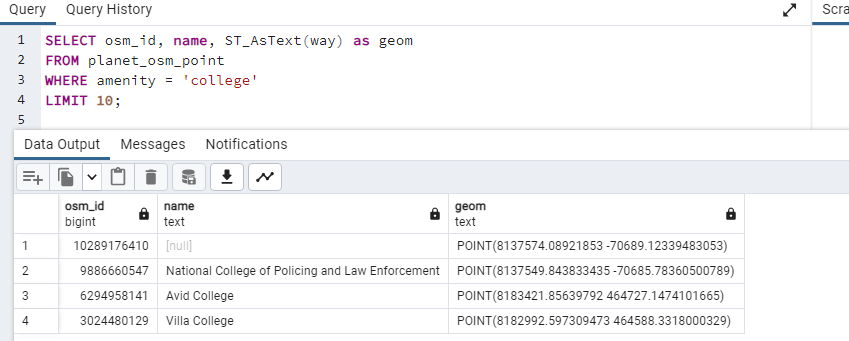 Query Query History Scra
1 SELECT osm_id, name, ST_AsText(way) as geom
2 FROM planet_osm_point
3 WHERE amenity = 'college'
4 LIMIT 10;
5
Data Output Messages Notifications
osm_id name geom
bigint text text
1 10289176410 [null] POINT(8137574.08921853 -70689.12339483053)
2 9886660547 National College of Policing and Law Enforcement POINT(8137549.843833435 -70685.78360500789)
3 6294958141 Avid College POINT(8183421.85639792 464727.1474101665)
4 3024480129 Villa College POINT(8182992.597309473 464588.3318000329)